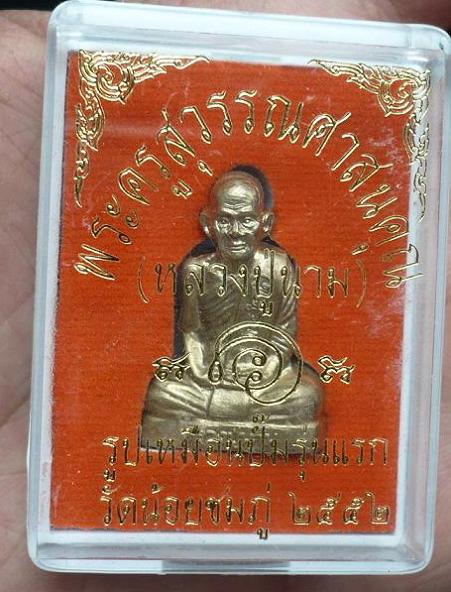 พระครูสุวรรณศาสนคุณ
(หลวงปู่นาม)
รูปเหมือนปั๊มรุ่นแรก
วัดน้อยชมภู่ ๒๕๕๒